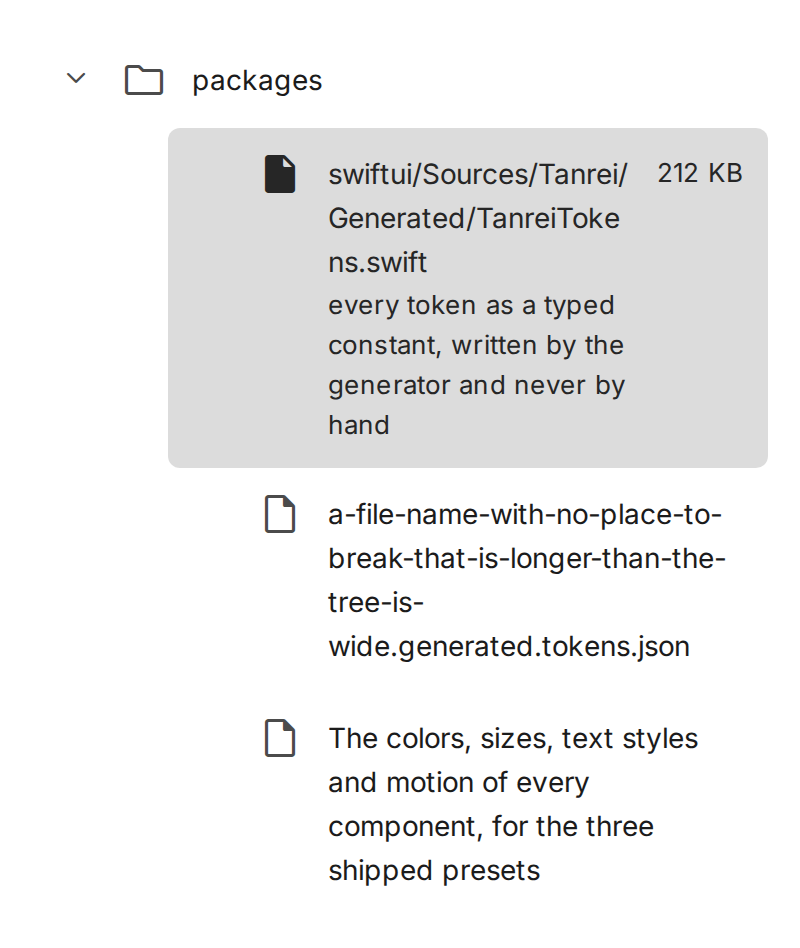 packages
swiftui/Sources/Tanrei/ 212 KB
Generated/TanreiToke
ns.swift
every token as a typed
constant, written by the
generator and never by
hand
a-file-name-with-no-place-to-
break-that-is-longer-than-the-
tree-is-
wide.generated.tokens.json
The colors, sizes, text styles
and motion of every
component, for the three
shipped presets